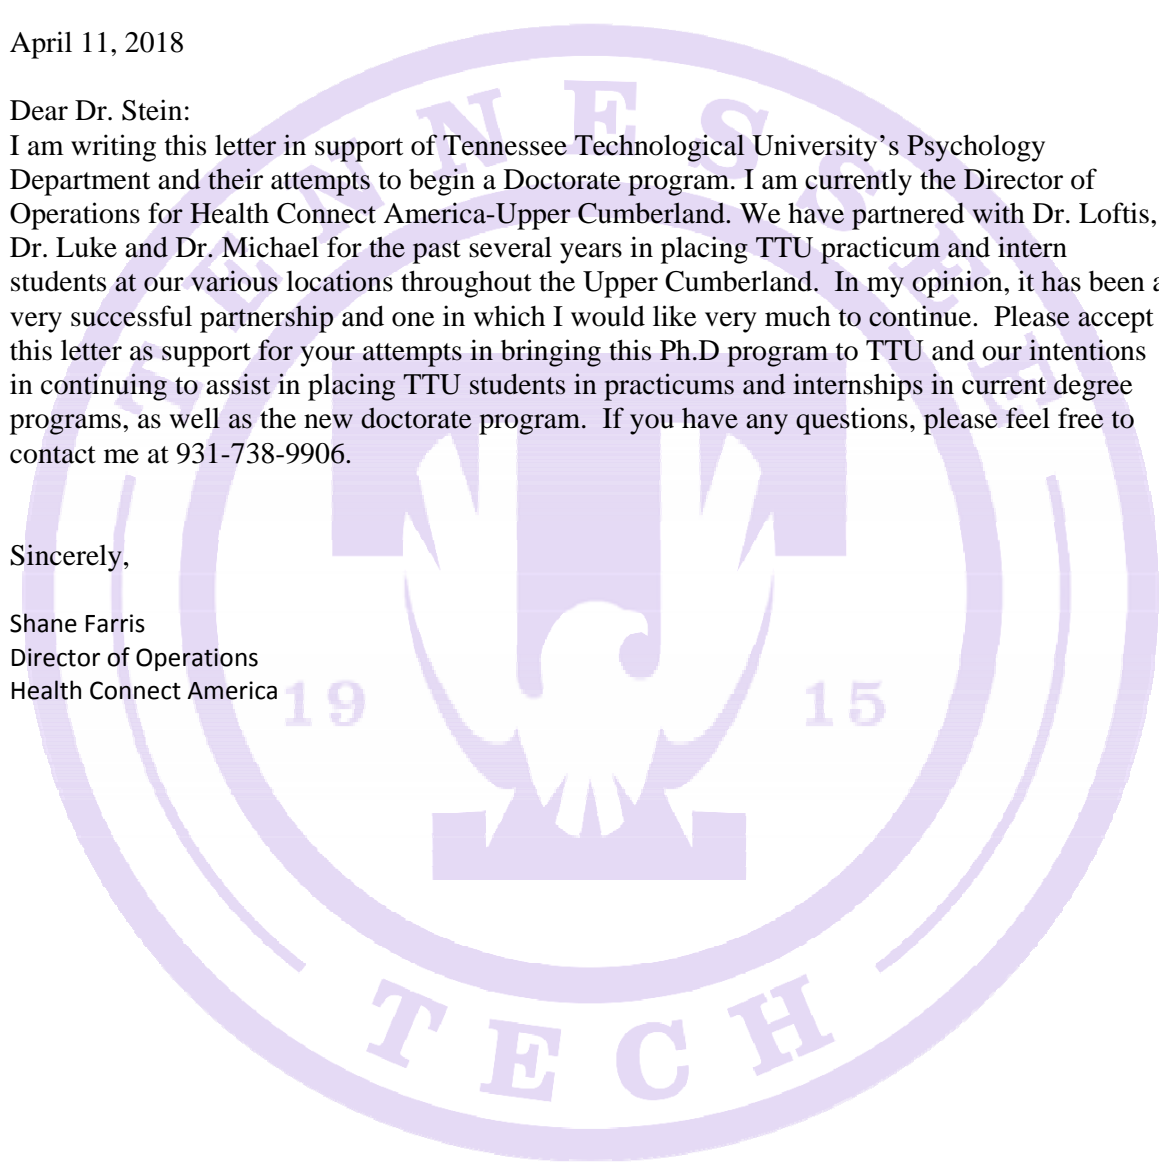 April 11, 2018
Dear Dr. Stein:
I am writing this letter in support of Tennessee Technological University’s Psychology
Department and their attempts to begin a Doctorate program. I am currently the Director of
Operations for Health Connect America-Upper Cumberland. We have partnered with Dr. Loftis,
Dr. Luke and Dr. Michael for the past several years in placing TTU practicum and intern
students at our various locations throughout the Upper Cumberland.  In my opinion, it has been a
very successful partnership and one in which I would like very much to continue.  Please accept
this letter as support for your attempts in bringing this Ph.D program to TTU and our intentions
in continuing to assist in placing TTU students in practicums and internships in current degree
programs, as well as the new doctorate program.  If you have any questions, please feel free to
contact me at 931-738-9906.
Sincerely,
Shane Farris
Director of Operations
Health Connect America
TENNESSEE
19 15
TECH